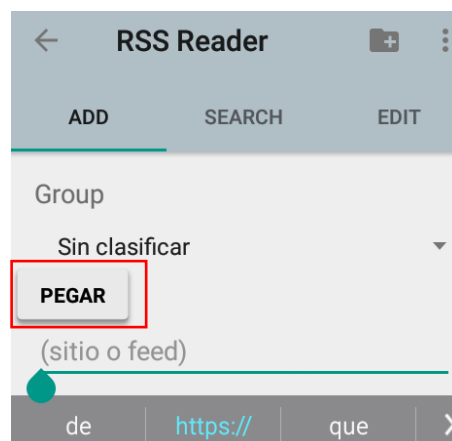 RSS Reader
ADD SEARCH EDIT
Group
Sin clasificar
PEGAR
(sitio o feed)
de https:// que